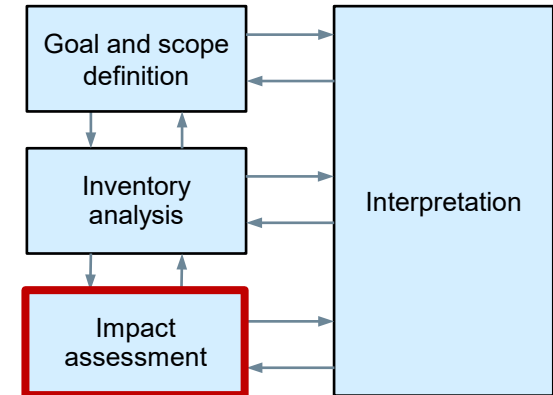 Goal and scope
definition
Inventory
analysis
Interpretation
Impact
assessment